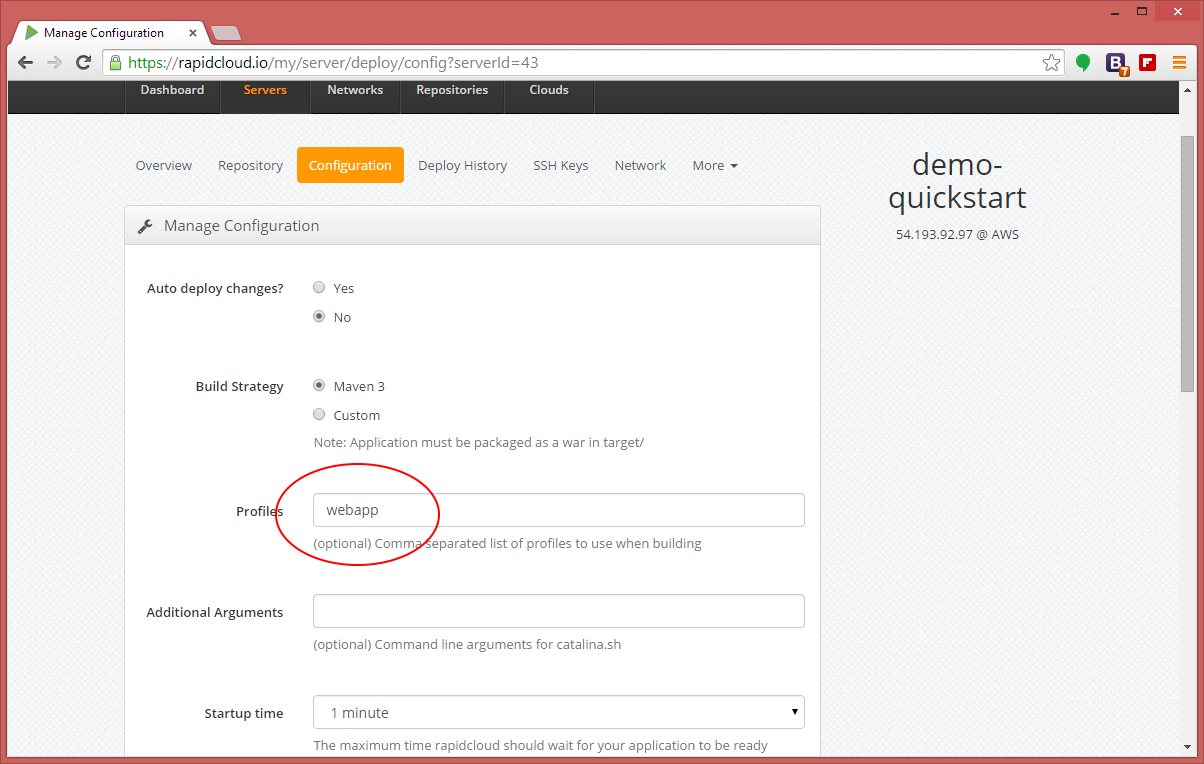 Manage Configuration
https://rapidcloud.io/my/server/deploy/config?serverId=43
B 7
Dashboard Servers Networks Repositories Clouds
Overview Repository Configuration Deploy History SSH Keys Network More
demo-
quickstart
54.193.92.97 @ AWS
Manage Configuration
Auto deploy changes? Yes
No
Build Strategy Maven 3
Custom
Note: Application must be packaged as a war in target/
Profiles webapp
(optional) Comma separated list of profiles to use when building
Additional Arguments
(optional) Command line arguments for catalina.sh
Startup time 1 minute
The maximum time rapidcloud should wait for your application to be ready